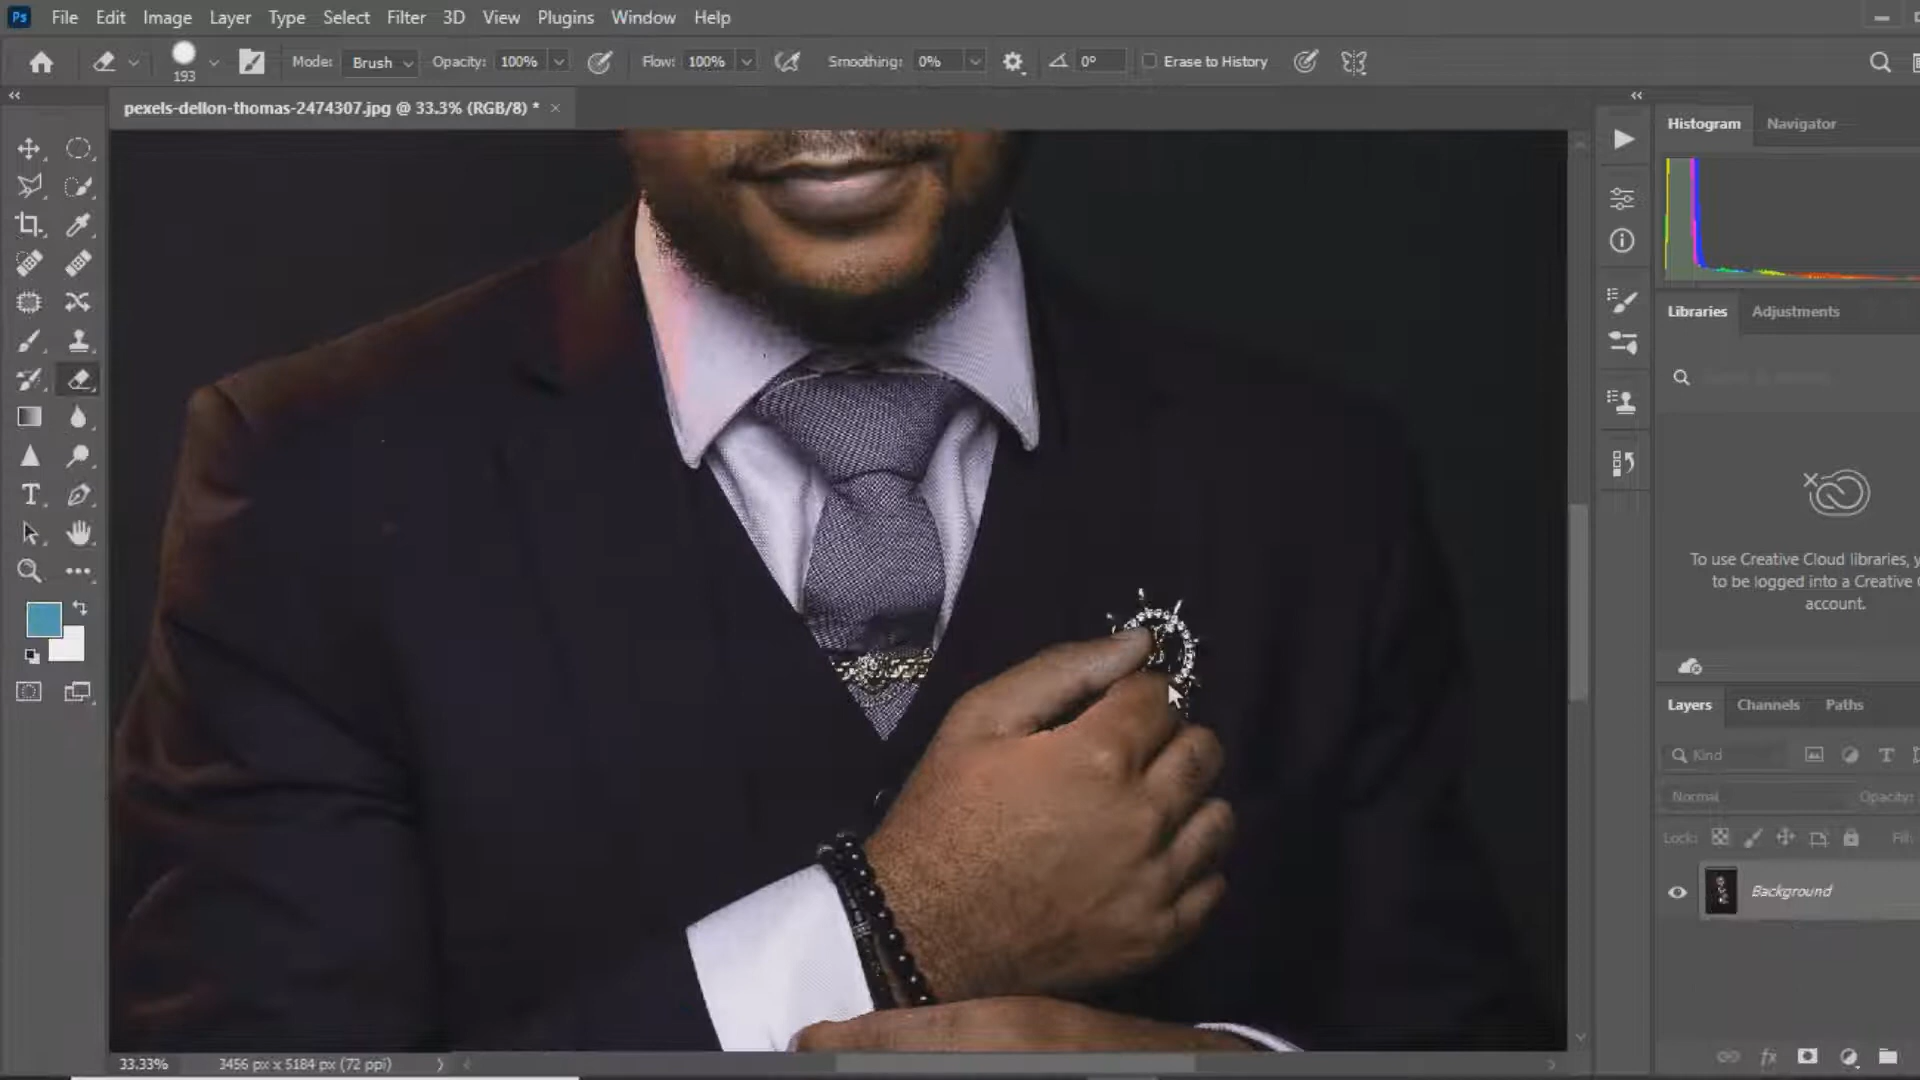 Ps File Edit Image Layer Type Select Filter 3D View Plugins Window Help
193 Mode: Brush Opacity: 100% Flow: 100% Smoothing: 0% 0° Erase to History
pexels-dellon-thomas-2474307.jpg @ 33.3% (RGB/8) * ×
Histogram Navigator
Libraries Adjustments
To use Creative Cloud libraries, y
to be logged into a Creative C
account.
Layers Channels Paths
Kind
Normal Opacity:
Lock: Fill:
Background
33.33% 3456 px x 5184 px (72 ppi)